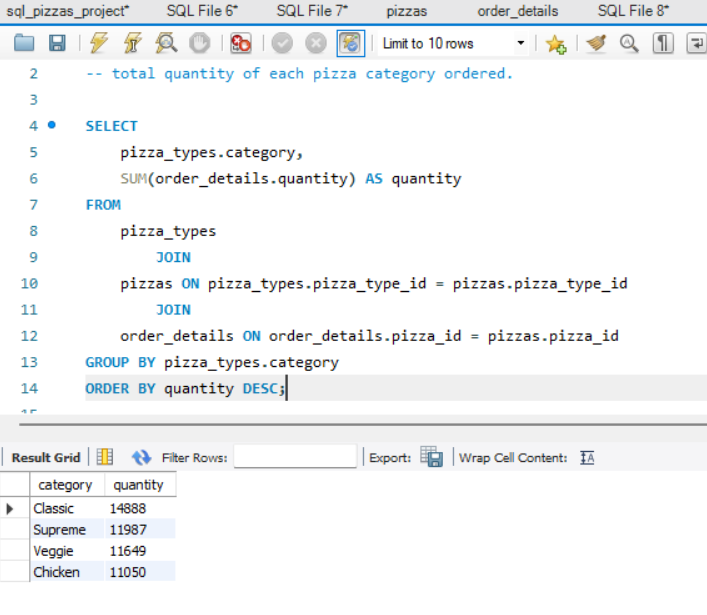 sql_pizzas_project* SQL File 6* SQL File 7* pizzas order_details SQL File 8*
Limit to 10 rows
2 -- total quantity of each pizza category ordered.
3
4 SELECT
5 pizza_types.category,
6 SUM(order_details.quantity) AS quantity
7 FROM
8 pizza_types
9 JOIN
10 pizzas ON pizza_types.pizza_type_id = pizzas.pizza_type_id
11 JOIN
12 order_details ON order_details.pizza_id = pizzas.pizza_id
13 GROUP BY pizza_types.category
14 ORDER BY quantity DESC;
Result Grid Filter Rows: Export: Wrap Cell Content: IA
category quantity
Classic 14888
Supreme 11987
Veggie 11649
Chicken 11050